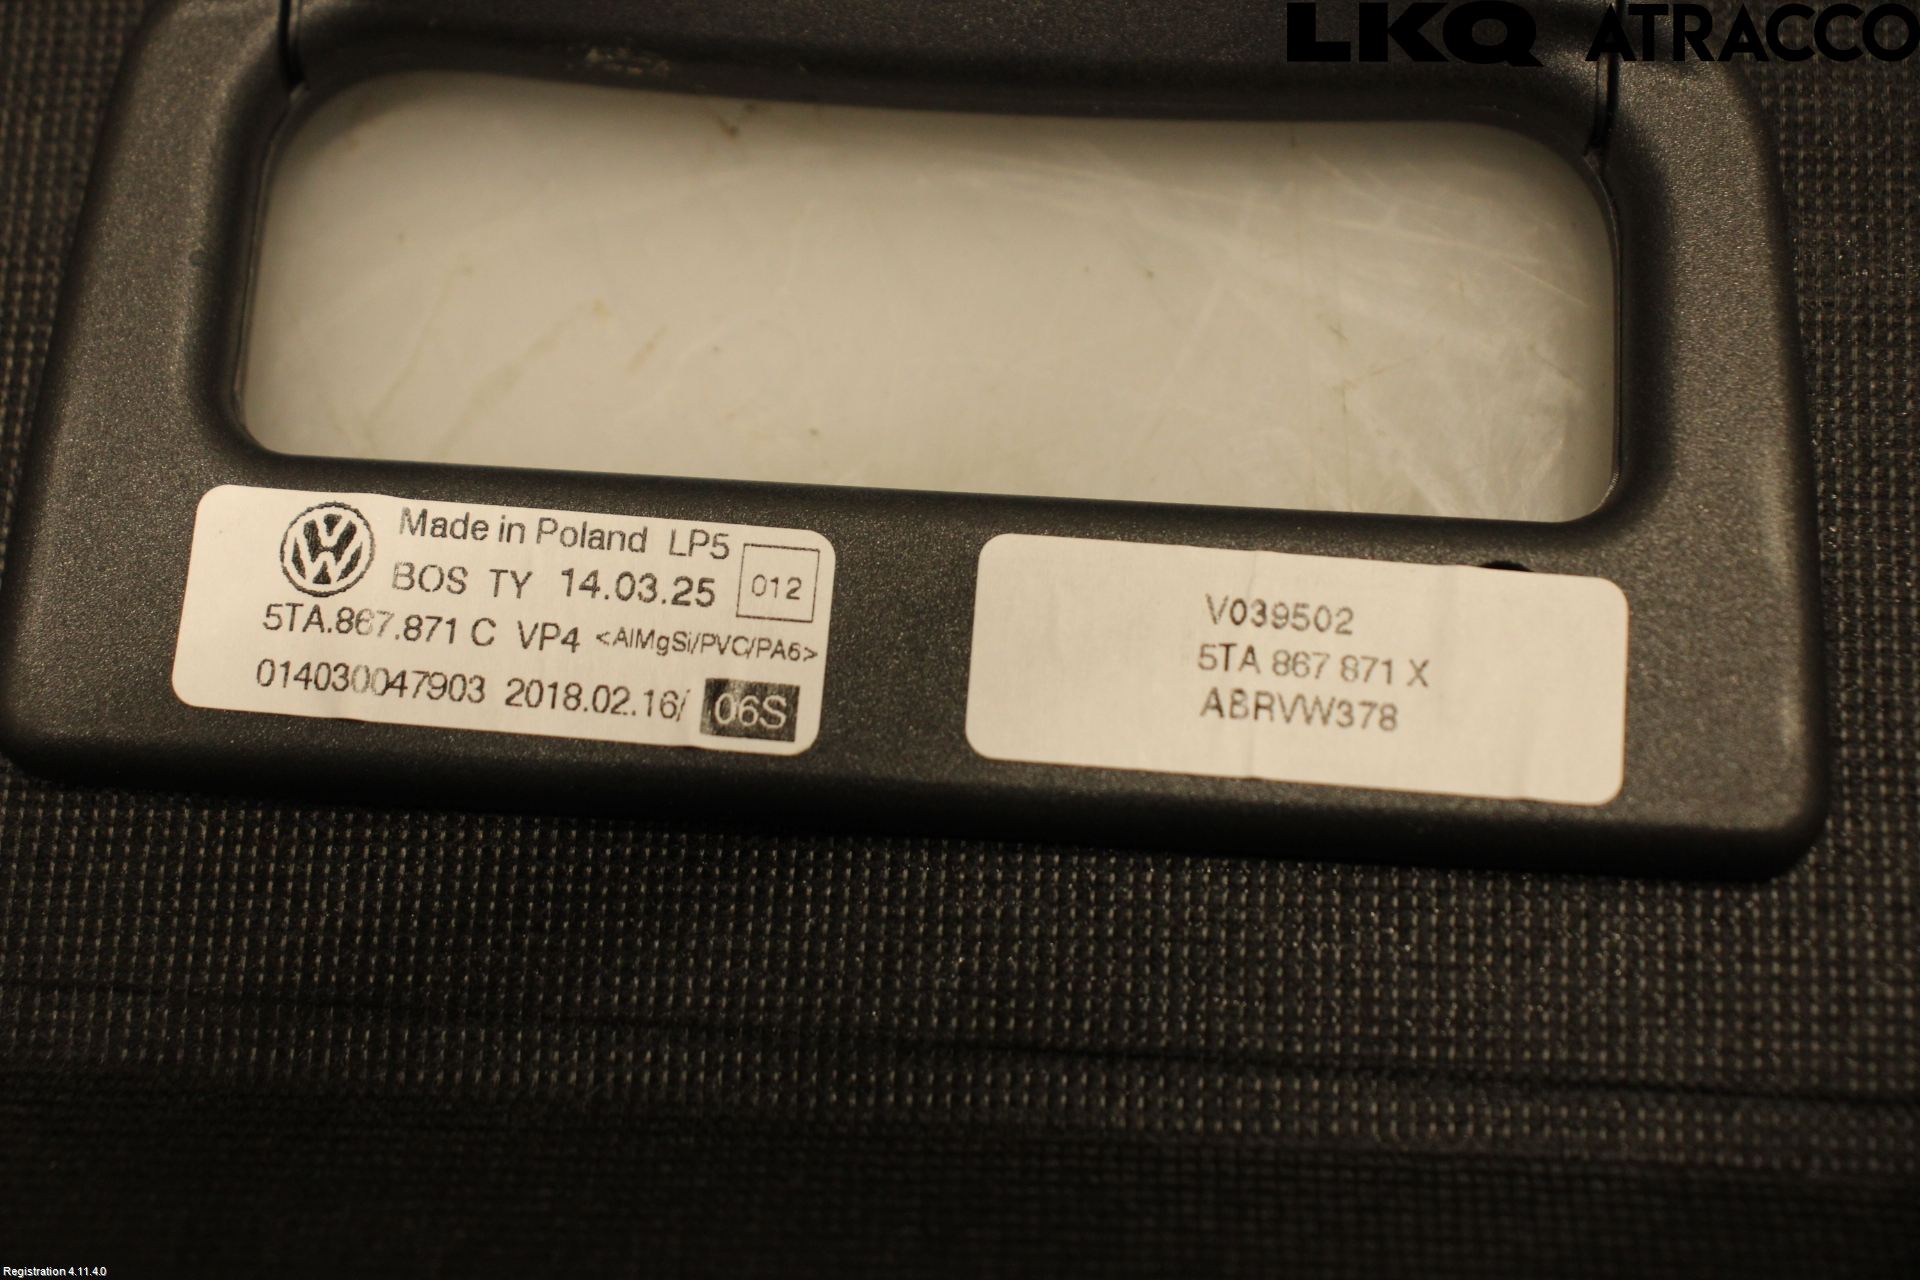 LKQ ATRACCO
Made in Poland LP5
BOS TY 14.03.25 012
5TA.867.871 C VP4 <AlMgSi/PVC/PA6>
014030047903 2018.02.16/ 06S
V039502
5TA 867 871 X
ABRVW378
Registration 4.11.4.0